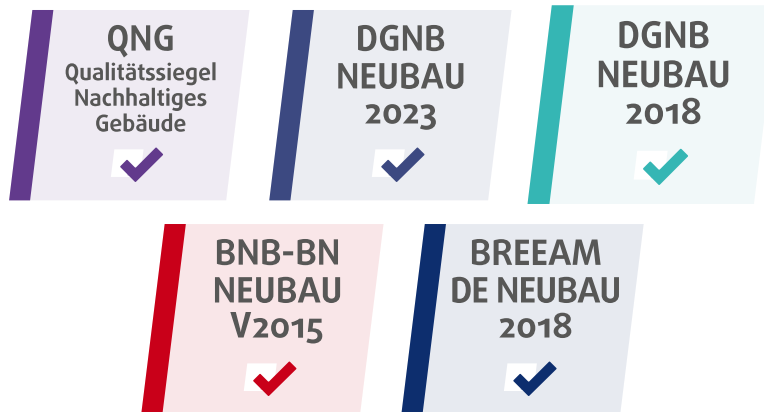 QNG
Qualitätssiegel
Nachhaltiges
Gebäude
DGNB
NEUBAU
2023
DGNB
NEUBAU
2018
BNB-BN
NEUBAU
V2015
BREEAM
DE NEUBAU
2018